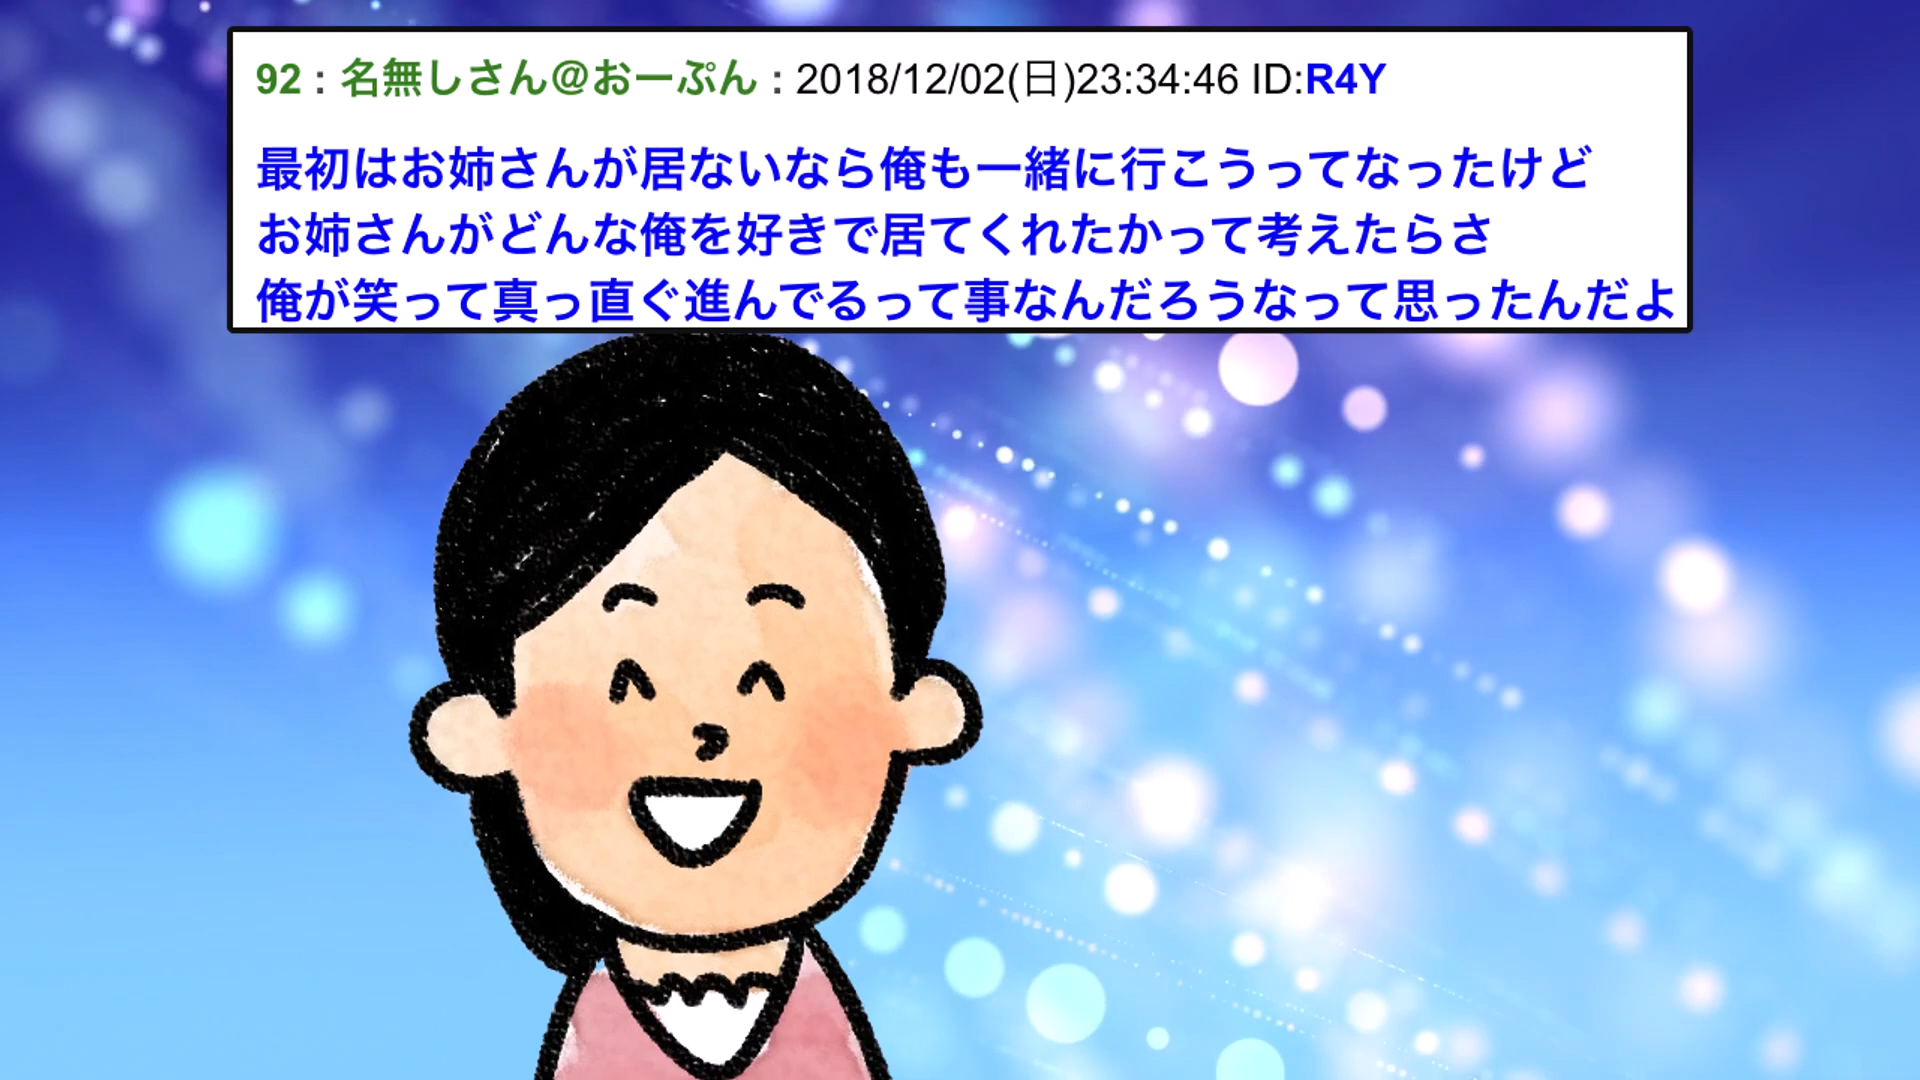 92：名無しさん＠おーぷん：2018/12/02(日)23:34:46 ID:R4Y
最初はお姉さんが居ないなら俺も一緒に行こうってなったけど
お姉さんがどんな俺を好きで居てくれたかって考えたらさ
俺が笑って真っ直ぐ進んでるって事なんだろうなって思ったんだよ